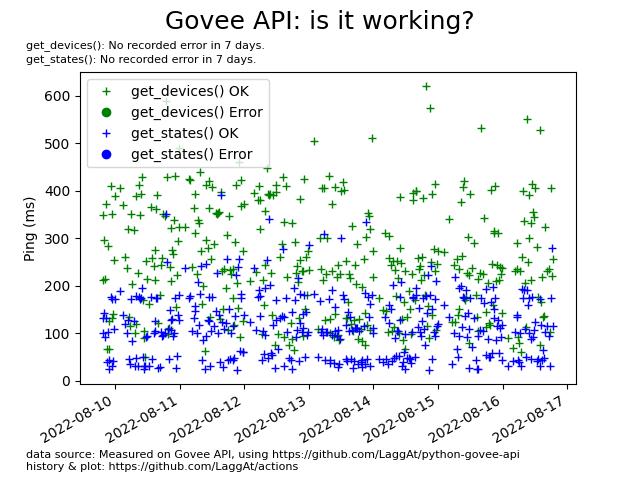 Govee API: is it working?
get_devices(): No recorded error in 7 days.
get_states(): No recorded error in 7 days.
get_devices() OK
get_devices() Error
get_states() OK
get_states() Error
600
500
400
300
200
100
0
Ping (ms)
2022-08-10
2022-08-11
2022-08-12
2022-08-13
2022-08-14
2022-08-15
2022-08-16
2022-08-17
data source: Measured on Govee API, using https://github.com/LaggAt/python-govee-api
history & plot: https://github.com/LaggAt/actions